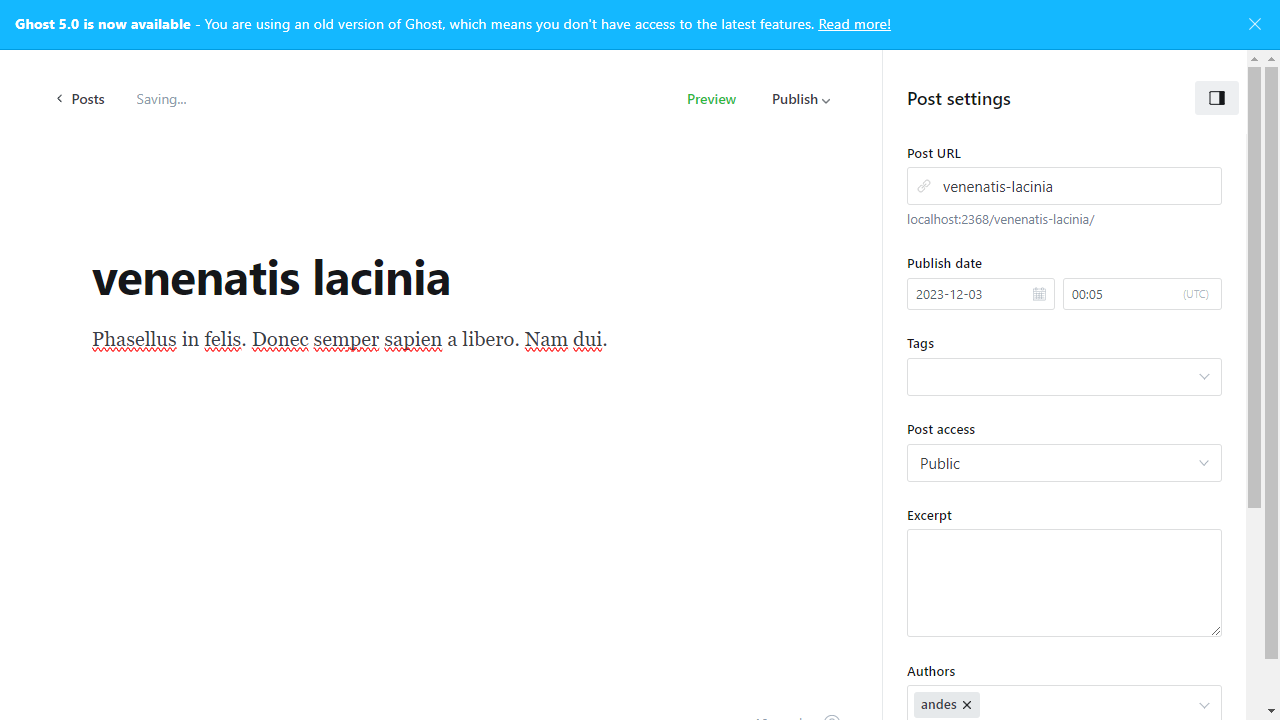 Ghost 5.0 is now available - You are using an old version of Ghost, which means you don't have access to the latest features. Read more!
Posts
Saving...
Preview
Publish
venenatis lacinia
Phasellus in felis. Donec semper sapien a libero. Nam dui.
Post settings
Post URL
venenatis-lacinia
localhost:2368/venenatis-lacinia/
Publish date
2023-12-03
00:05
(UTC)
Tags
Post access
Public
Excerpt
Authors
andes